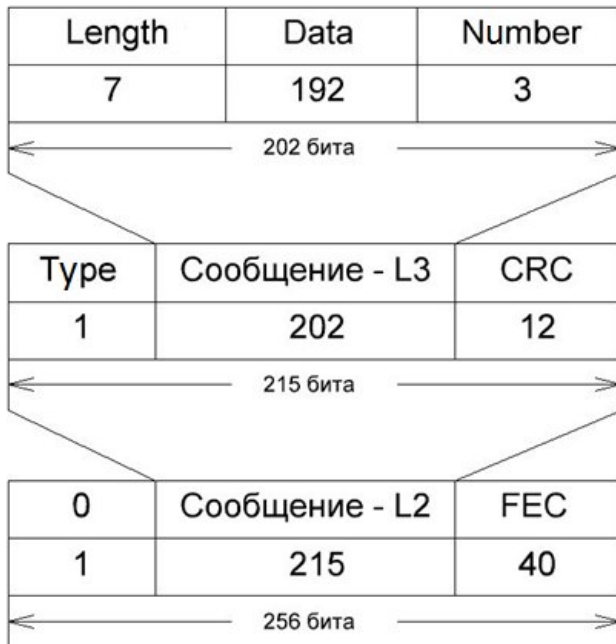 Length Data Number
7 192 3
202 бита
Type Сообщение - L3 CRC
1 202 12
215 бита
0 Сообщение - L2 FEC
1 215 40
256 бита